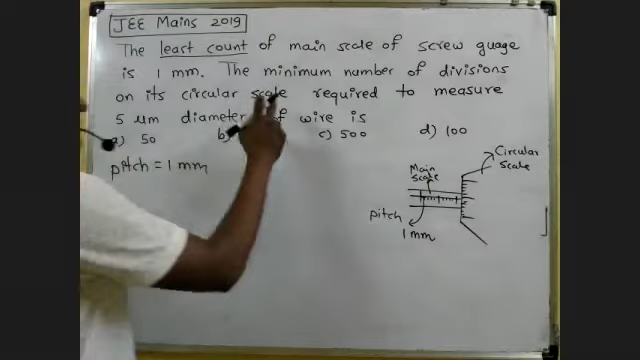 JEE Mains 2019
The least count of main scale of screw guage
is 1 mm. The minimum number of divisions
on its circular scale required to measure
5 μm diameter of wire is
a) 50 b) c) 500 d) 100
pitch = 1 mm
Circular
Scale
Main
Scale
pitch
1 mm